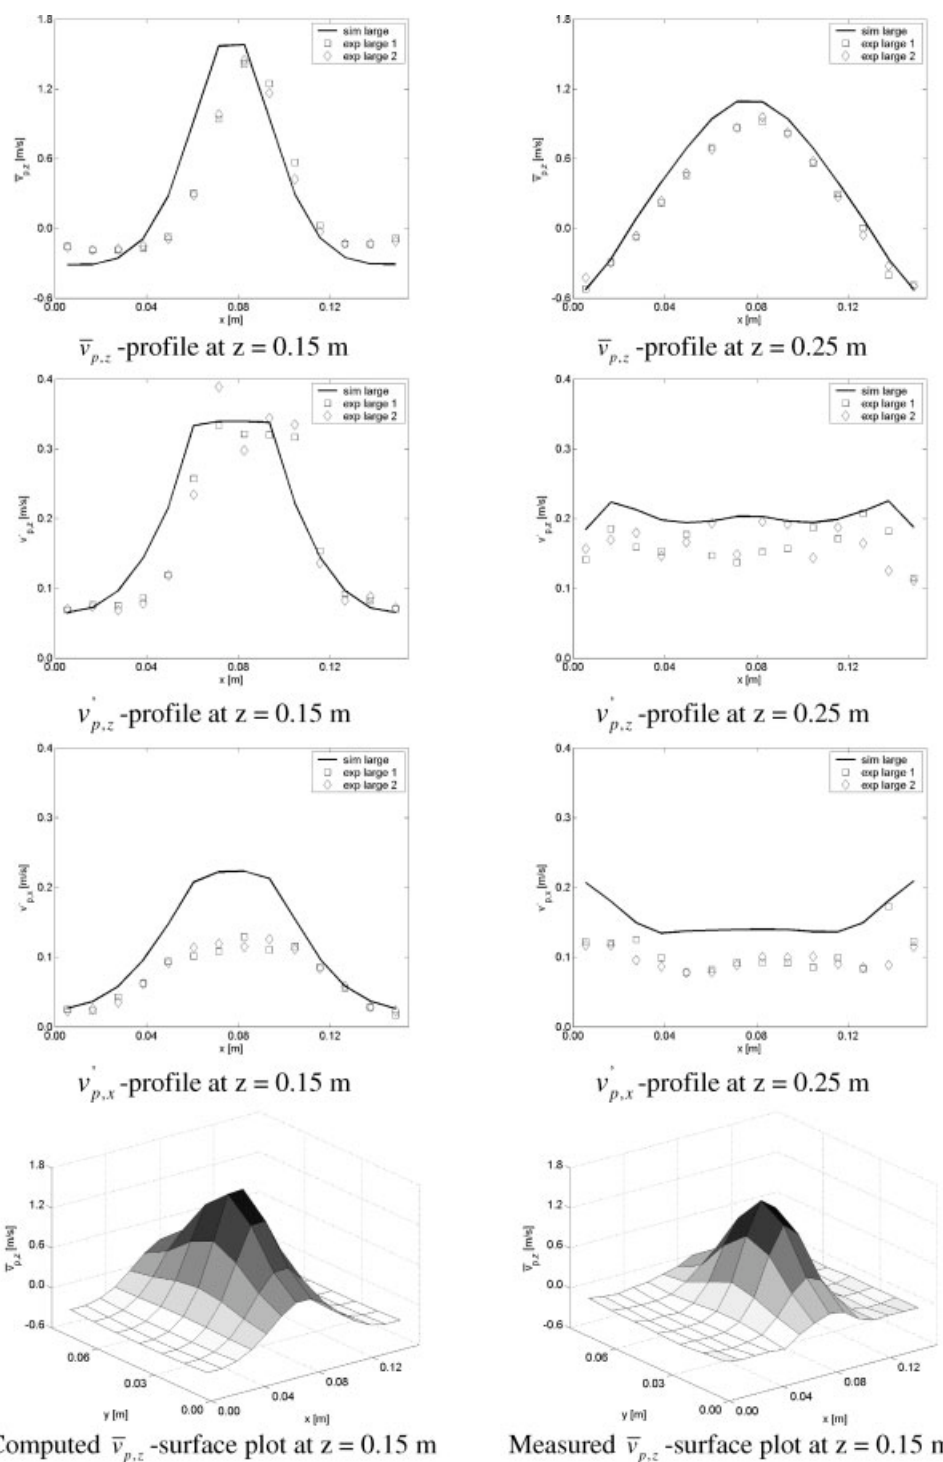 1.8
1.2
0.6
0.0
-0.6
v̄p,z [m/s]
sim large
exp large 1
exp large 2
0.00 0.04 0.08 0.12
x [m]
v̄p,z -profile at z = 0.15 m
1.8
1.2
0.6
0.0
-0.6
v̄p,z [m/s]
sim large
exp large 1
exp large 2
0.00 0.04 0.08 0.12
x [m]
v̄p,z -profile at z = 0.25 m
0.4
0.3
0.2
0.1
0.0
v'p,z [m/s]
sim large
exp large 1
exp large 2
0.00 0.04 0.08 0.12
x [m]
v'p,z -profile at z = 0.15 m
0.4
0.3
0.2
0.1
0.0
v'p,z [m/s]
sim large
exp large 1
exp large 2
0.00 0.04 0.08 0.12
x [m]
v'p,z -profile at z = 0.25 m
0.4
0.3
0.2
0.1
0.0
v'p,x [m/s]
sim large
exp large 1
exp large 2
0.00 0.04 0.08 0.12
x [m]
v'p,x -profile at z = 0.15 m
0.4
0.3
0.2
0.1
0.0
v'p,x [m/s]
sim large
exp large 1
exp large 2
0.00 0.04 0.08 0.12
x [m]
v'p,x -profile at z = 0.25 m
1.8
1.2
0.6
0.0
-0.6
v̄p,z [m/s]
0.06
0.03
0.00
y [m]
0.00
0.04
0.08
0.12
x [m]
Computed v̄p,z -surface plot at z = 0.15 m
1.8
1.2
0.6
0.0
-0.6
v̄p,z [m/s]
0.06
0.03
0.00
y [m]
0.00
0.04
0.08
0.12
x [m]
Measured v̄p,z -surface plot at z = 0.15 m